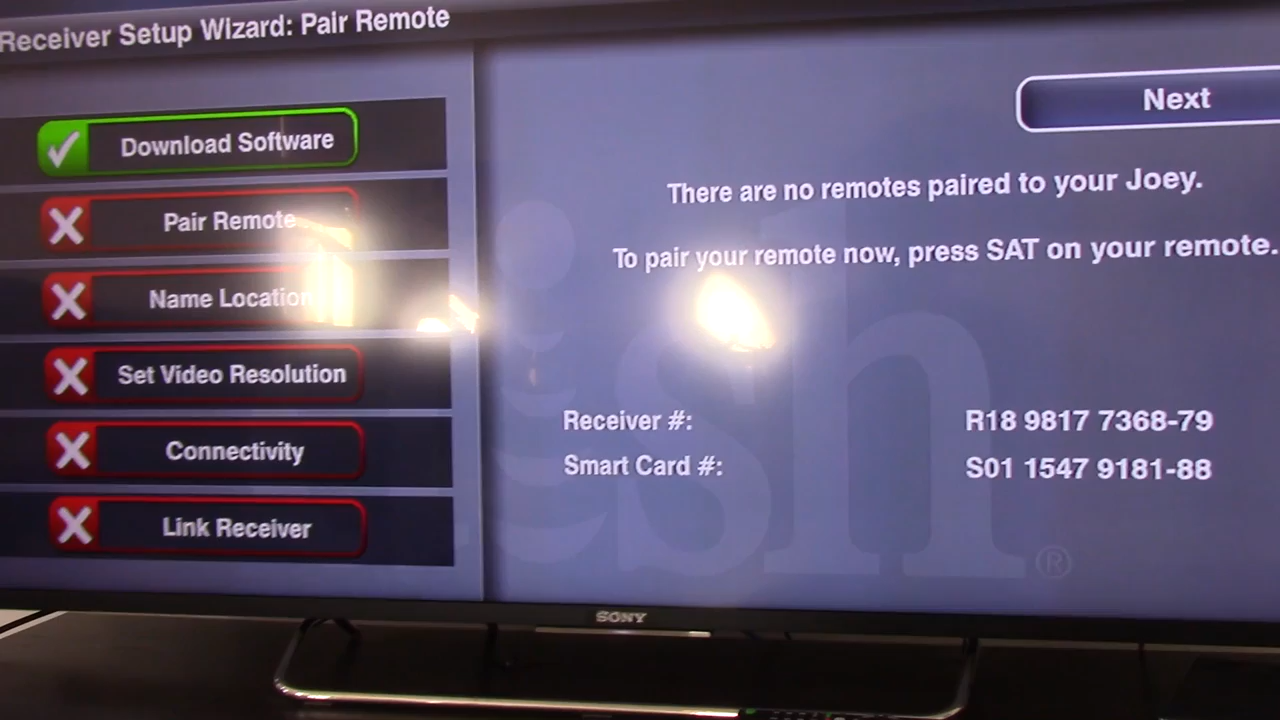 Receiver Setup Wizard: Pair Remote
Next
Download Software
There are no remotes paired to your Joey.
Pair Remote
To pair your remote now, press SAT on your remote.
Name Location
Set Video Resolution
Receiver #: R18 9817 7368-79
Connectivity
Smart Card #: S01 1547 9181-88
Link Receiver
dish®
SONY